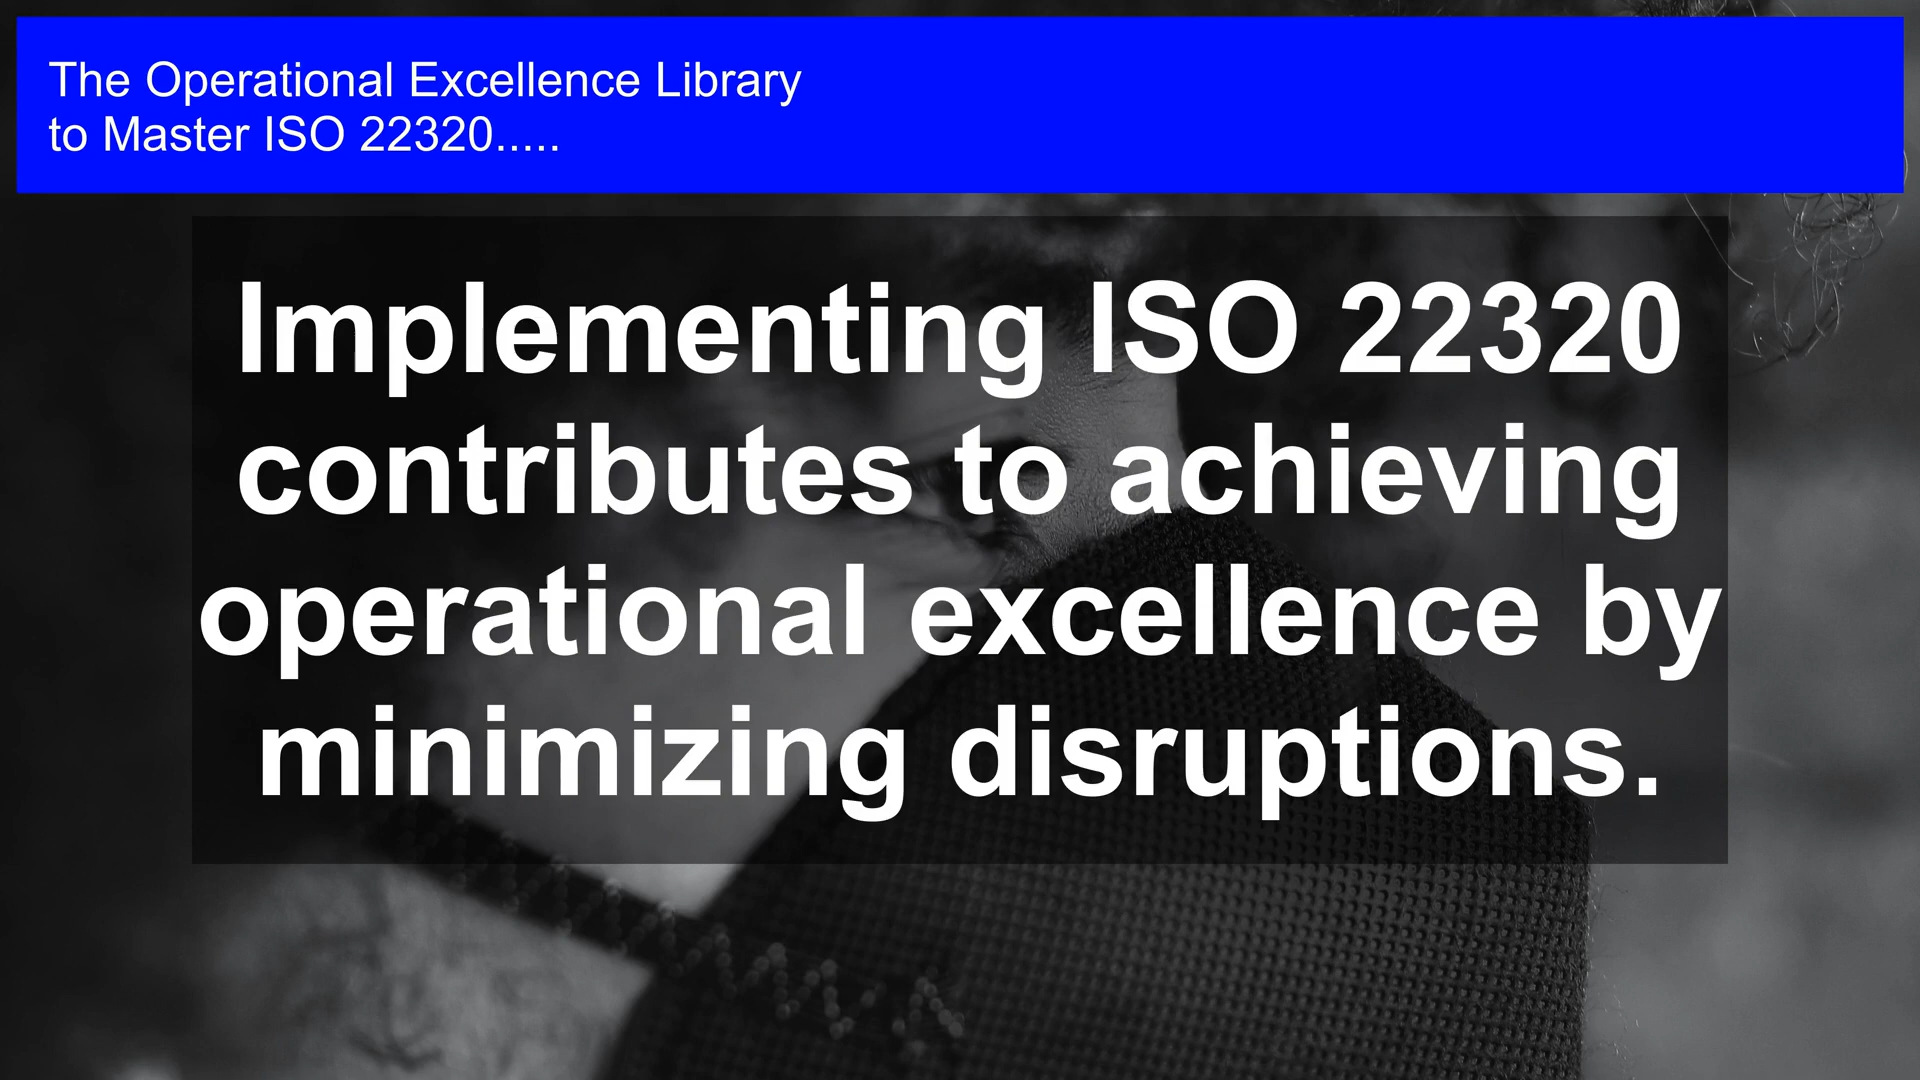 The Operational Excellence Library
to Master ISO 22320.....
Implementing ISO 22320
contributes to achieving
operational excellence by
minimizing disruptions.